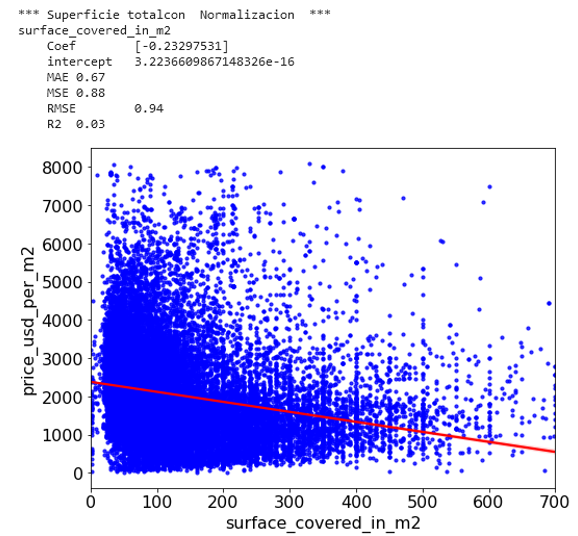 *** Superficie totalcon  Normalizacion  ***
surface_covered_in_m2
    Coef        [-0.23297531]
    intercept   3.2236609867148326e-16
    MAE 0.67
    MSE 0.88
    RMSE        0.94
    R2  0.03
8000
7000
6000
5000
4000
3000
2000
1000
0
price_usd_per_m2
0 100 200 300 400 500 600 700
surface_covered_in_m2